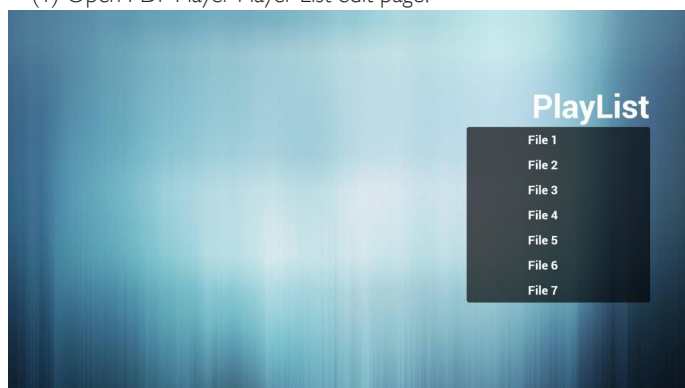 (1) Open PDF Player Player List edit page.
PlayList
File 1
File 2
File 3
File 4
File 5
File 6
File 7